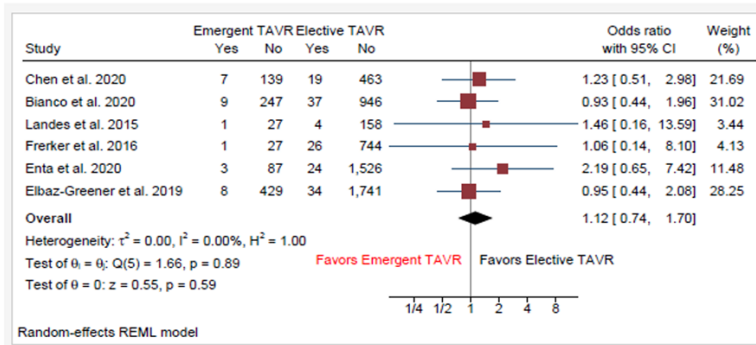 Emergent TAVR Elective TAVR Odds ratio Weight
Study Yes No Yes No with 95% CI (%)
Chen et al. 2020 7 139 19 463 1.23 [ 0.51, 2.98] 21.69
Bianco et al. 2020 9 247 37 946 0.93 [ 0.44, 1.96] 31.02
Landes et al. 2015 1 27 4 158 1.46 [ 0.16, 13.59] 3.44
Frerker et al. 2016 1 27 26 744 1.06 [ 0.14, 8.10] 4.13
Enta et al. 2020 3 87 24 1,526 2.19 [ 0.65, 7.42] 11.48
Elbaz-Greener et al. 2019 8 429 34 1,741 0.95 [ 0.44, 2.08] 28.25
Overall 1.12 [ 0.74, 1.70]
Heterogeneity: τ² = 0.00, I² = 0.00%, H² = 1.00
Test of θᵢ = θⱼ: Q(5) = 1.66, p = 0.89
Favors Emergent TAVR Favors Elective TAVR
Test of θ = 0: z = 0.55, p = 0.59
1/4 1/2 1 2 4 8
Random-effects REML model